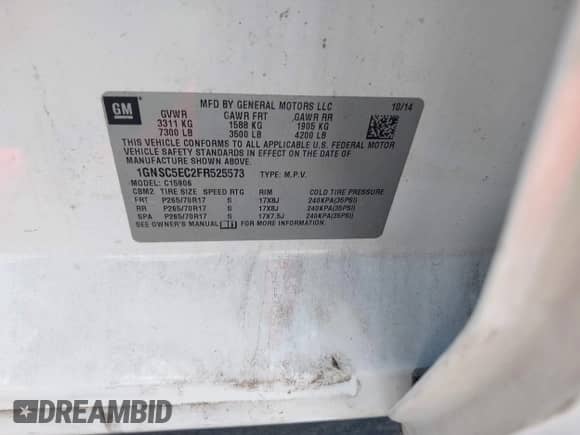 GM
MFD BY GENERAL MOTORS LLC 10/14
GVWR GAWR FRT GAWR RR
3311 KG 1588 KG 1905 KG
7300 LB 3500 LB 4200 LB
THIS VEHICLE CONFORMS TO ALL APPLICABLE U.S. FEDERAL MOTOR
VEHICLE SAFETY STANDARDS IN EFFECT ON THE DATE OF
MANUFACTURE SHOWN ABOVE.
1GNSC5EC2FR525573 TYPE: M.P.V.
MODEL: C15906
CBM2 TIRE SIZE SPEED RTG RIM COLD TIRE PRESSURE
FRT P265/70R17 S 17X8J 240KPA(35PSI)
RR P265/70R17 S 17X8J 240KPA(35PSI)
SPA P265/70R17 S 17X7.5J 240KPA(35PSI)
SEE OWNER'S MANUAL FOR MORE INFORMATION.
DREAMBID